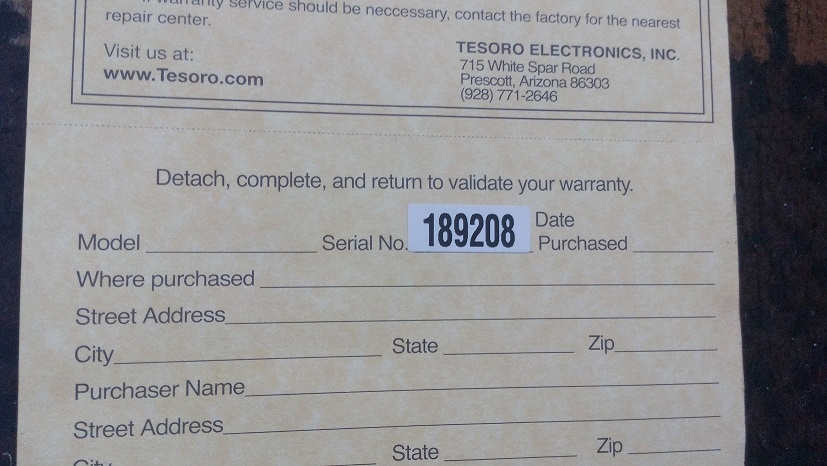 warranty service should be neccessary, contact the factory for the nearest
repair center.
Visit us at:
www.Tesoro.com
TESORO ELECTRONICS, INC.
715 White Spar Road
Prescott, Arizona 86303
(928) 771-2646
Detach, complete, and return to validate your warranty.
Model Serial No. 189208 Date Purchased
Where purchased
Street Address
City State Zip
Purchaser Name
Street Address
City State Zip